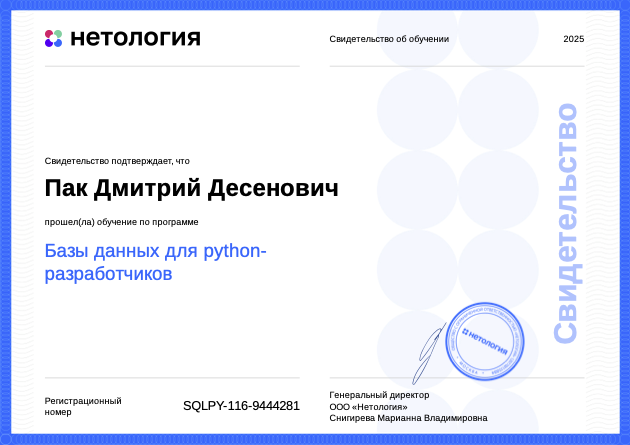 нетология
Свидетельство об обучении
2025
Свидетельство подтверждает, что
Пак Дмитрий Десенович
прошел(ла) обучение по программе
Базы данных для python-
разработчиков
Свидетельство
нетология
Регистрационный
номер
SQLPY-116-9444281
Генеральный директор
ООО «Нетология»
Снигирева Марианна Владимировна